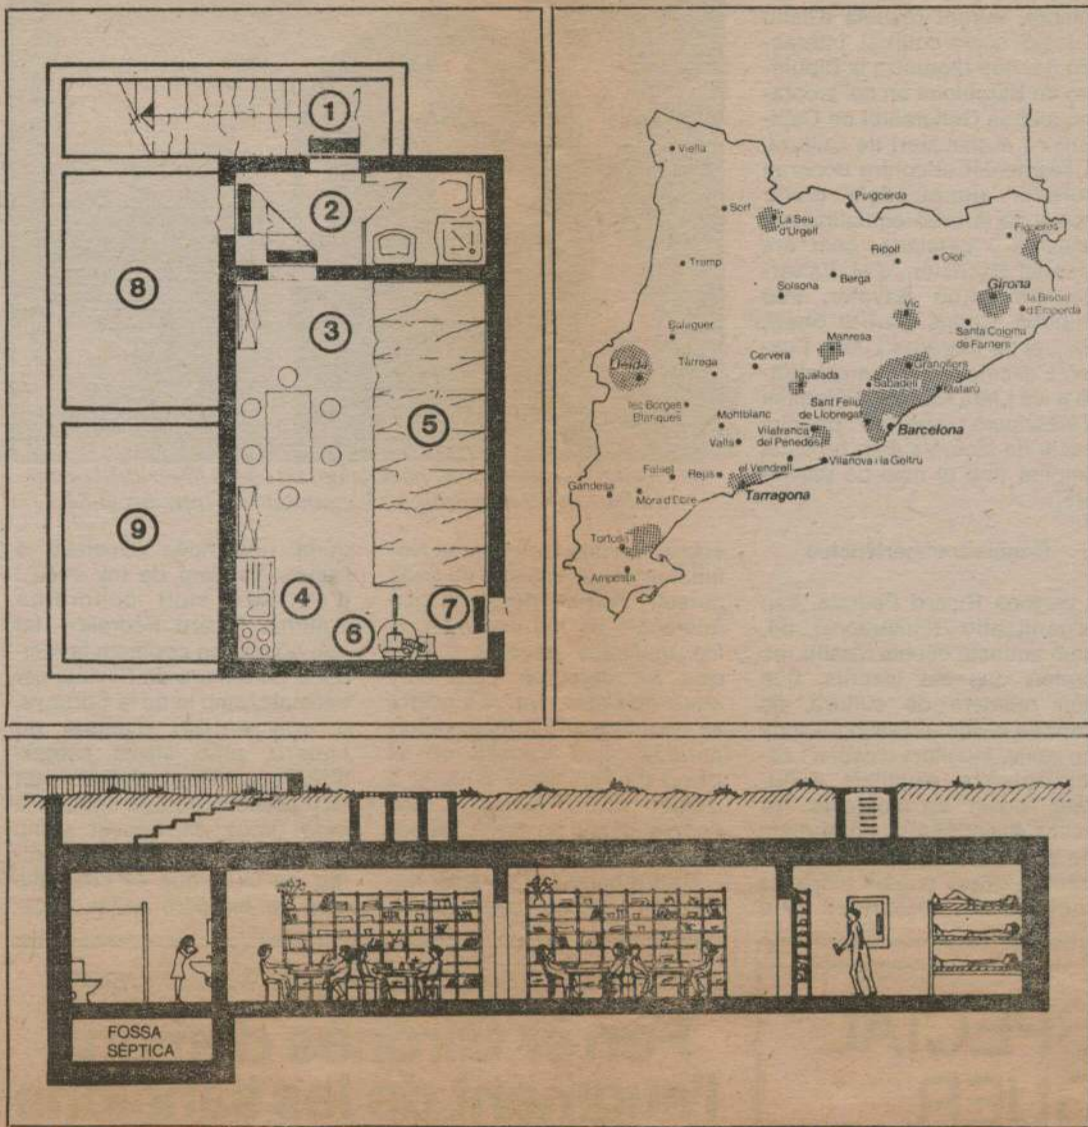 1
2
3
4
5
6
7
8
9
Viella
Sort
La Seu
d'Urgell
Puigcerda
Figueres
Ripoll
Olot
Tremp
Solsona
Berga
Vic
Girona
la Bisbal
d'Emporda
Santa Coloma
de Farners
Balaguer
Manresa
Tàrrega
Cervera
Lleida
Igualada
Granollers
Sabadell
Mataró
les Borges
Blanques
Sant Feliu
de Llobregat
Montblanc
Vilafranca
del Penedes
Barcelona
Valls
Vilanova i la Geltru
Falset
Reus
el Vendrell
Gandesa
Mora d'Ebre
Tarragona
Tortosa
Amposta
FOSSA
SÈPTICA